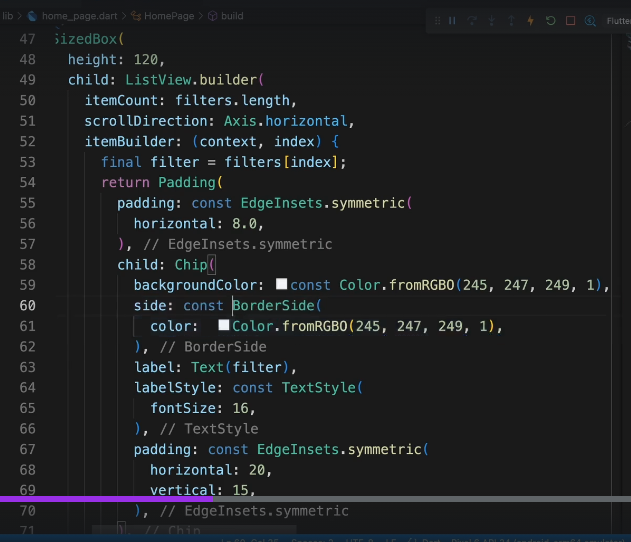 lib > home_page.dart > HomePage > build
Flutter
47 SizedBox(
48 height: 120,
49 child: ListView.builder(
50 itemCount: filters.length,
51 scrollDirection: Axis.horizontal,
52 itemBuilder: (context, index) {
53 final filter = filters[index];
54 return Padding(
55 padding: const EdgeInsets.symmetric(
56 horizontal: 8.0,
57 ), // EdgeInsets.symmetric
58 child: Chip(
59 backgroundColor: const Color.fromRGBO(245, 247, 249, 1),
60 side: const BorderSide(
61 color: Color.fromRGBO(245, 247, 249, 1),
62 ), // BorderSide
63 label: Text(filter),
64 labelStyle: const TextStyle(
65 fontSize: 16,
66 ), // TextStyle
67 padding: const EdgeInsets.symmetric(
68 horizontal: 20,
69 vertical: 15,
70 ), // EdgeInsets.symmetric
71 ), // Chip